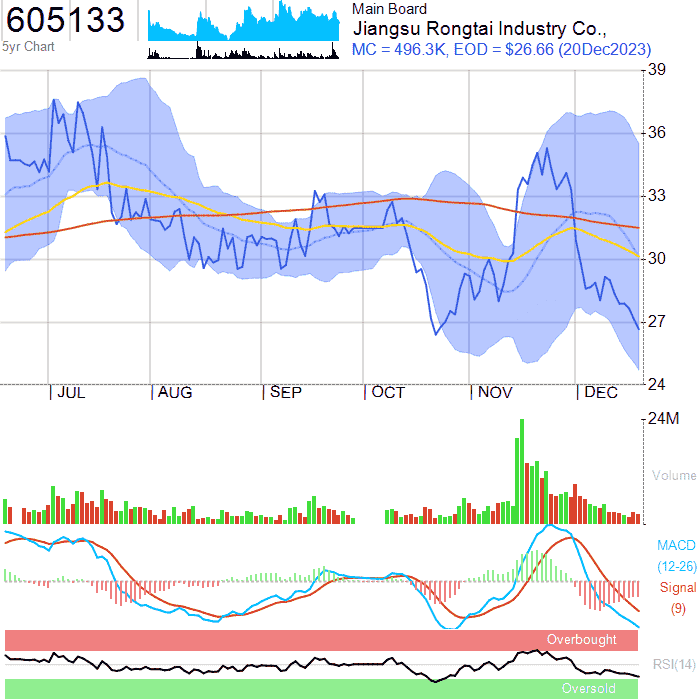 605133
5yr Chart
Main Board
Jiangsu Rongtai Industry Co.,
MC = 496.3K, EOD = $26.66 (20Dec2023)
39
36
33
30
27
24
JUL AUG SEP OCT NOV DEC
24M
Volume
MACD
(12-26)
Signal
(9)
Overbought
RSI(14)
Oversold